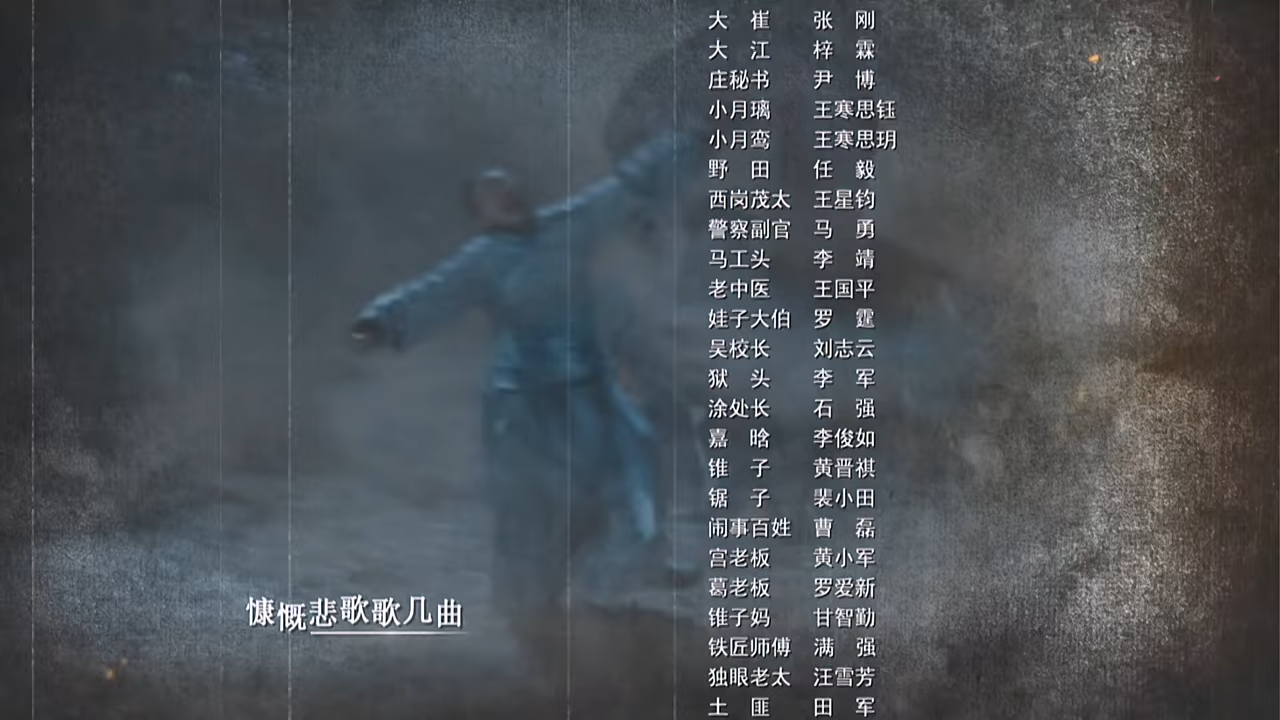 大崔 张刚
大江 梓霖
庄秘书 尹博
小月璃 王寒思钰
小月鸾 王寒思玥
野田 任毅
西岗茂太 王星钧
警察副官 马勇
马工头 李靖
老中医 王国平
娃子大伯 罗霆
吴校长 刘志云
狱头 李军
涂处长 石强
嘉晗 李俊如
锥子 黄晋祺
锯子 裴小田
闹事百姓 曹磊
宫老板 黄小军
葛老板 罗爱新
锥子妈 甘智勤
铁匠师傅 满强
独眼老太 汪雪芳
土匪 田军
慷慨悲歌歌几曲